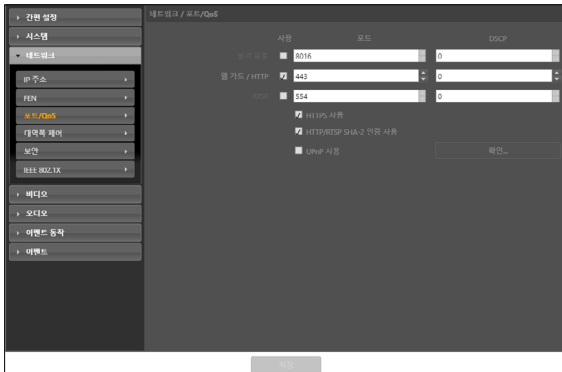 간편 설정
네트워크 / 포트/QoS
시스템
사용
포트
DSCP
네트워크
8016
0
IP 주소
웹 가드 / HTTP
443
0
FEN
RTSP
554
0
포트/QoS
HTTPS 사용
대역폭 제어
HTTP/RTSP SHA-2 인증 사용
보안
UPnP 사용
확인...
IEEE 802.1X
비디오
오디오
이벤트 동작
이벤트
저장